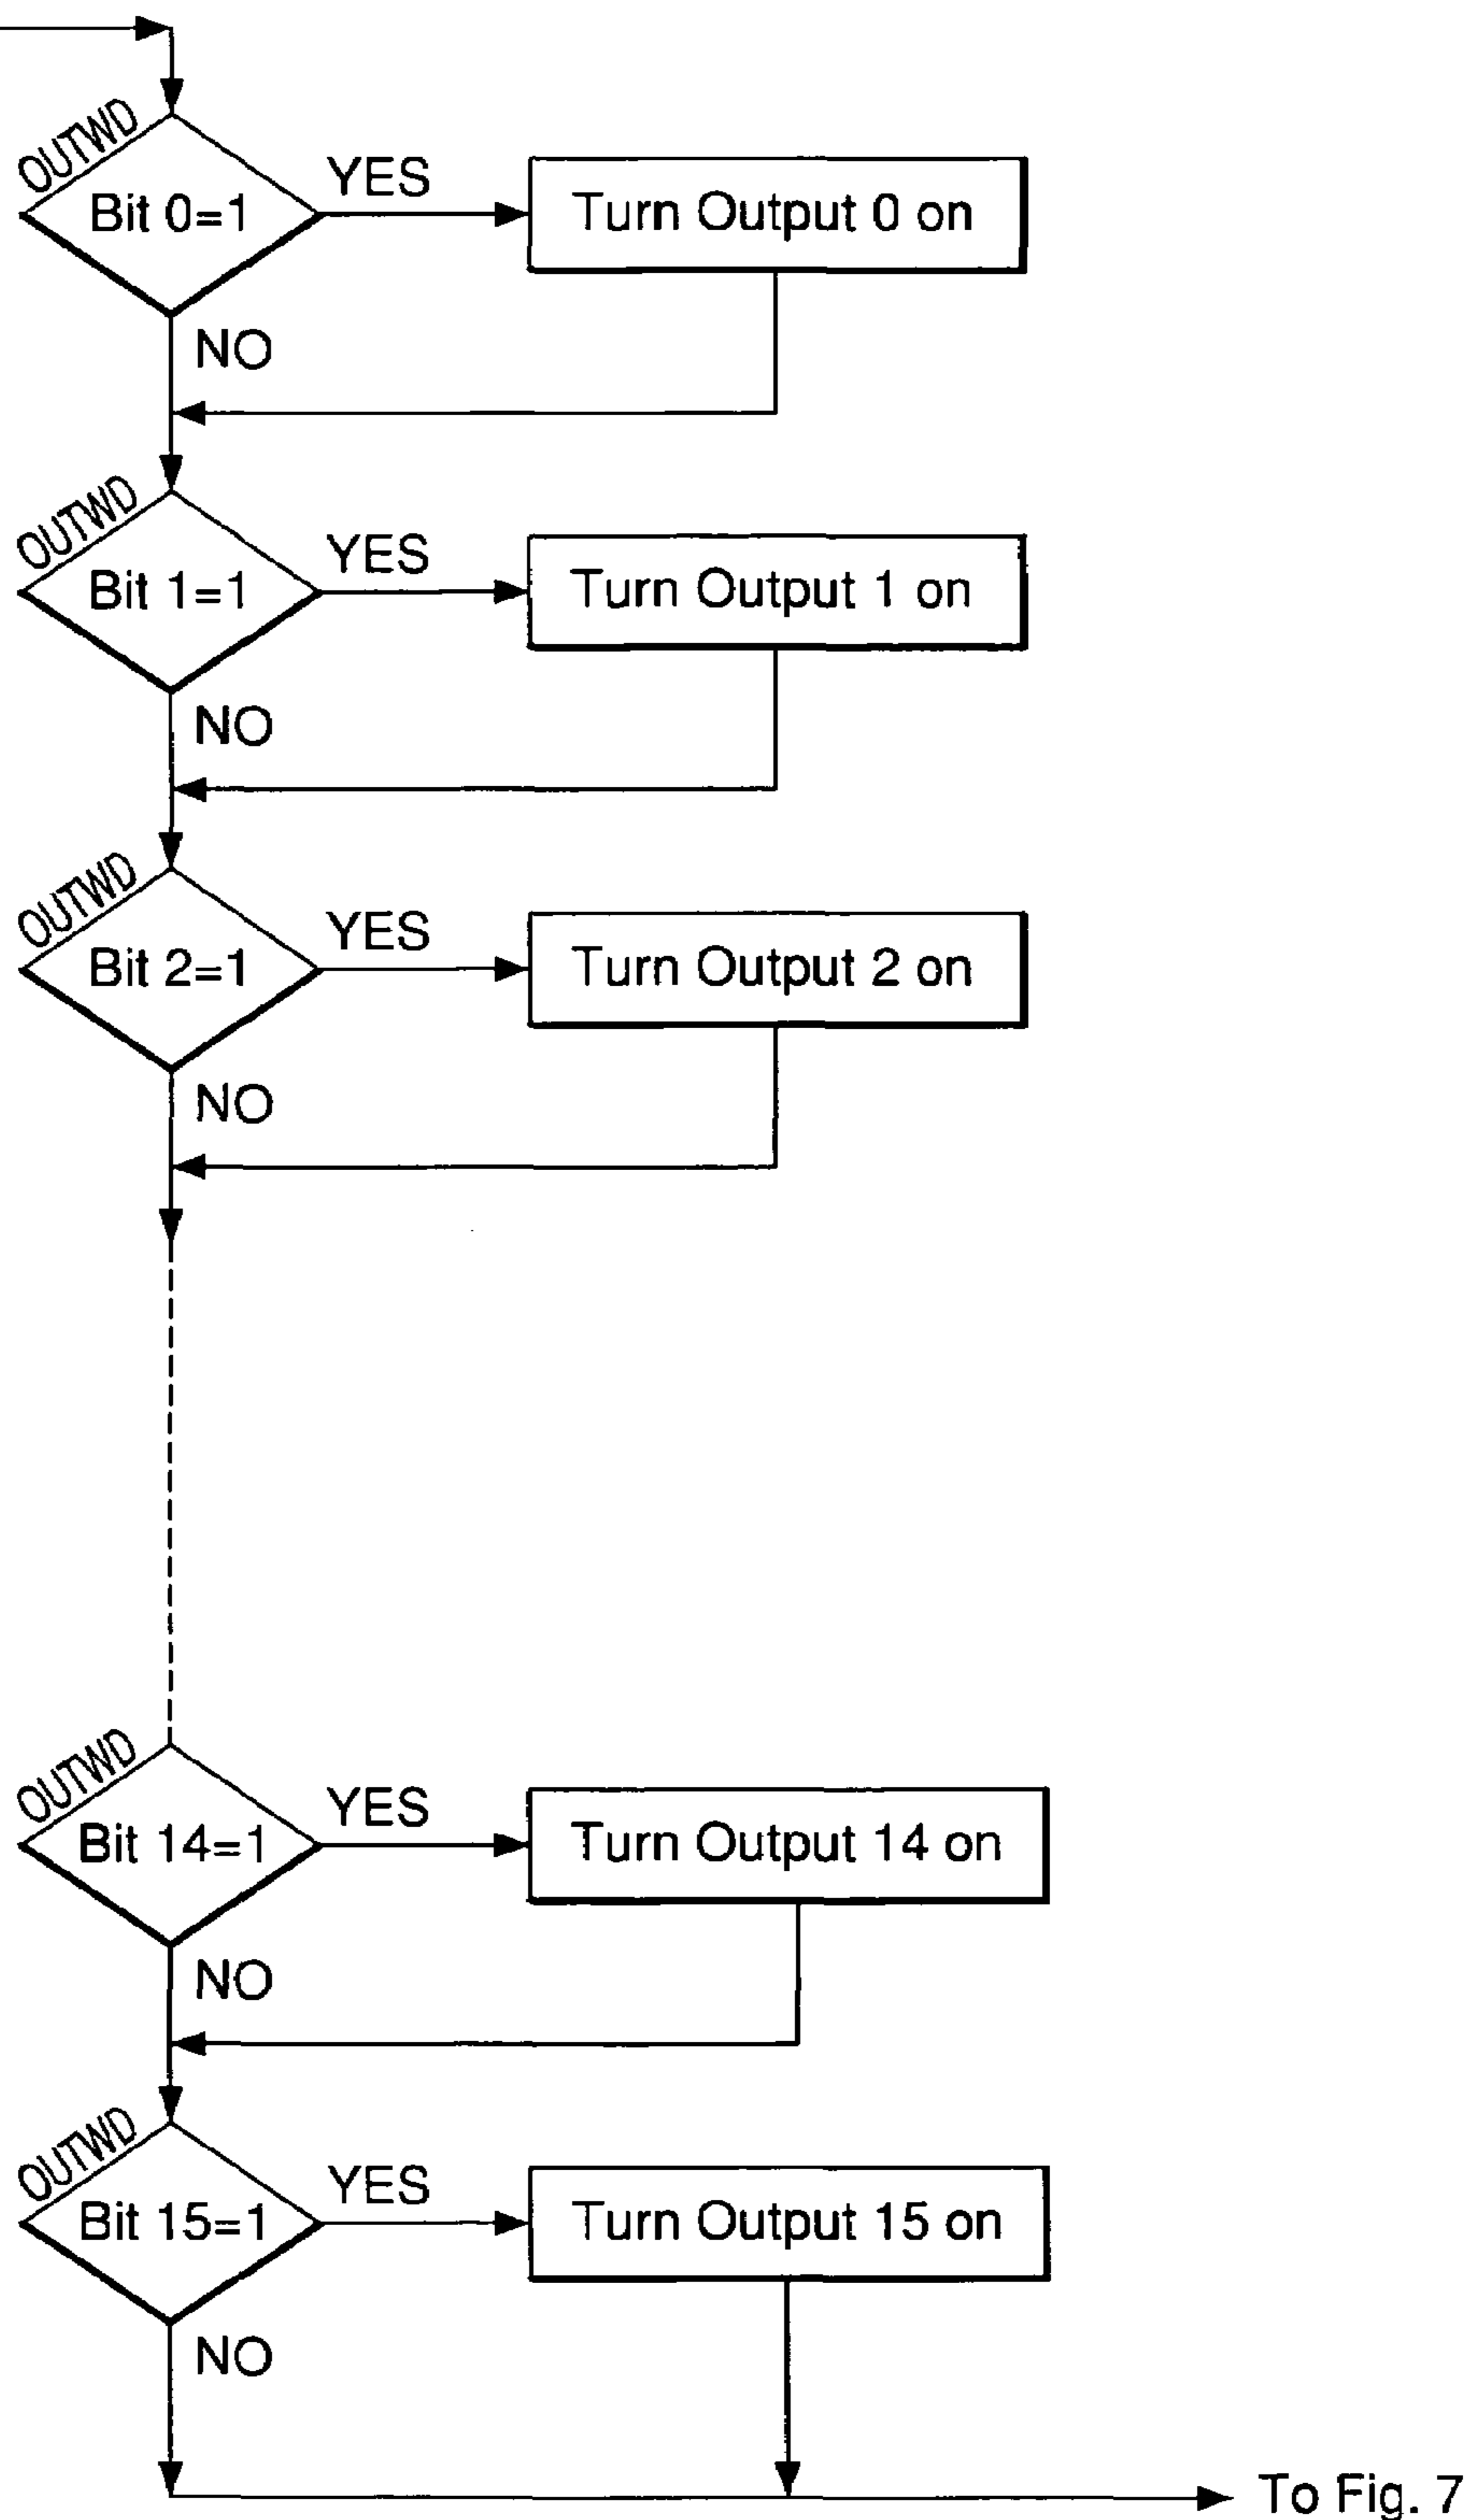 OUTWD
Bit 0=1
YES
Turn Output 0 on
NO
OUTWD
Bit 1=1
YES
Turn Output 1 on
NO
OUTWD
Bit 2=1
YES
Turn Output 2 on
NO
OUTWD
Bit 14=1
YES
Turn Output 14 on
NO
OUTWD
Bit 15=1
YES
Turn Output 15 on
NO
To Fig. 7